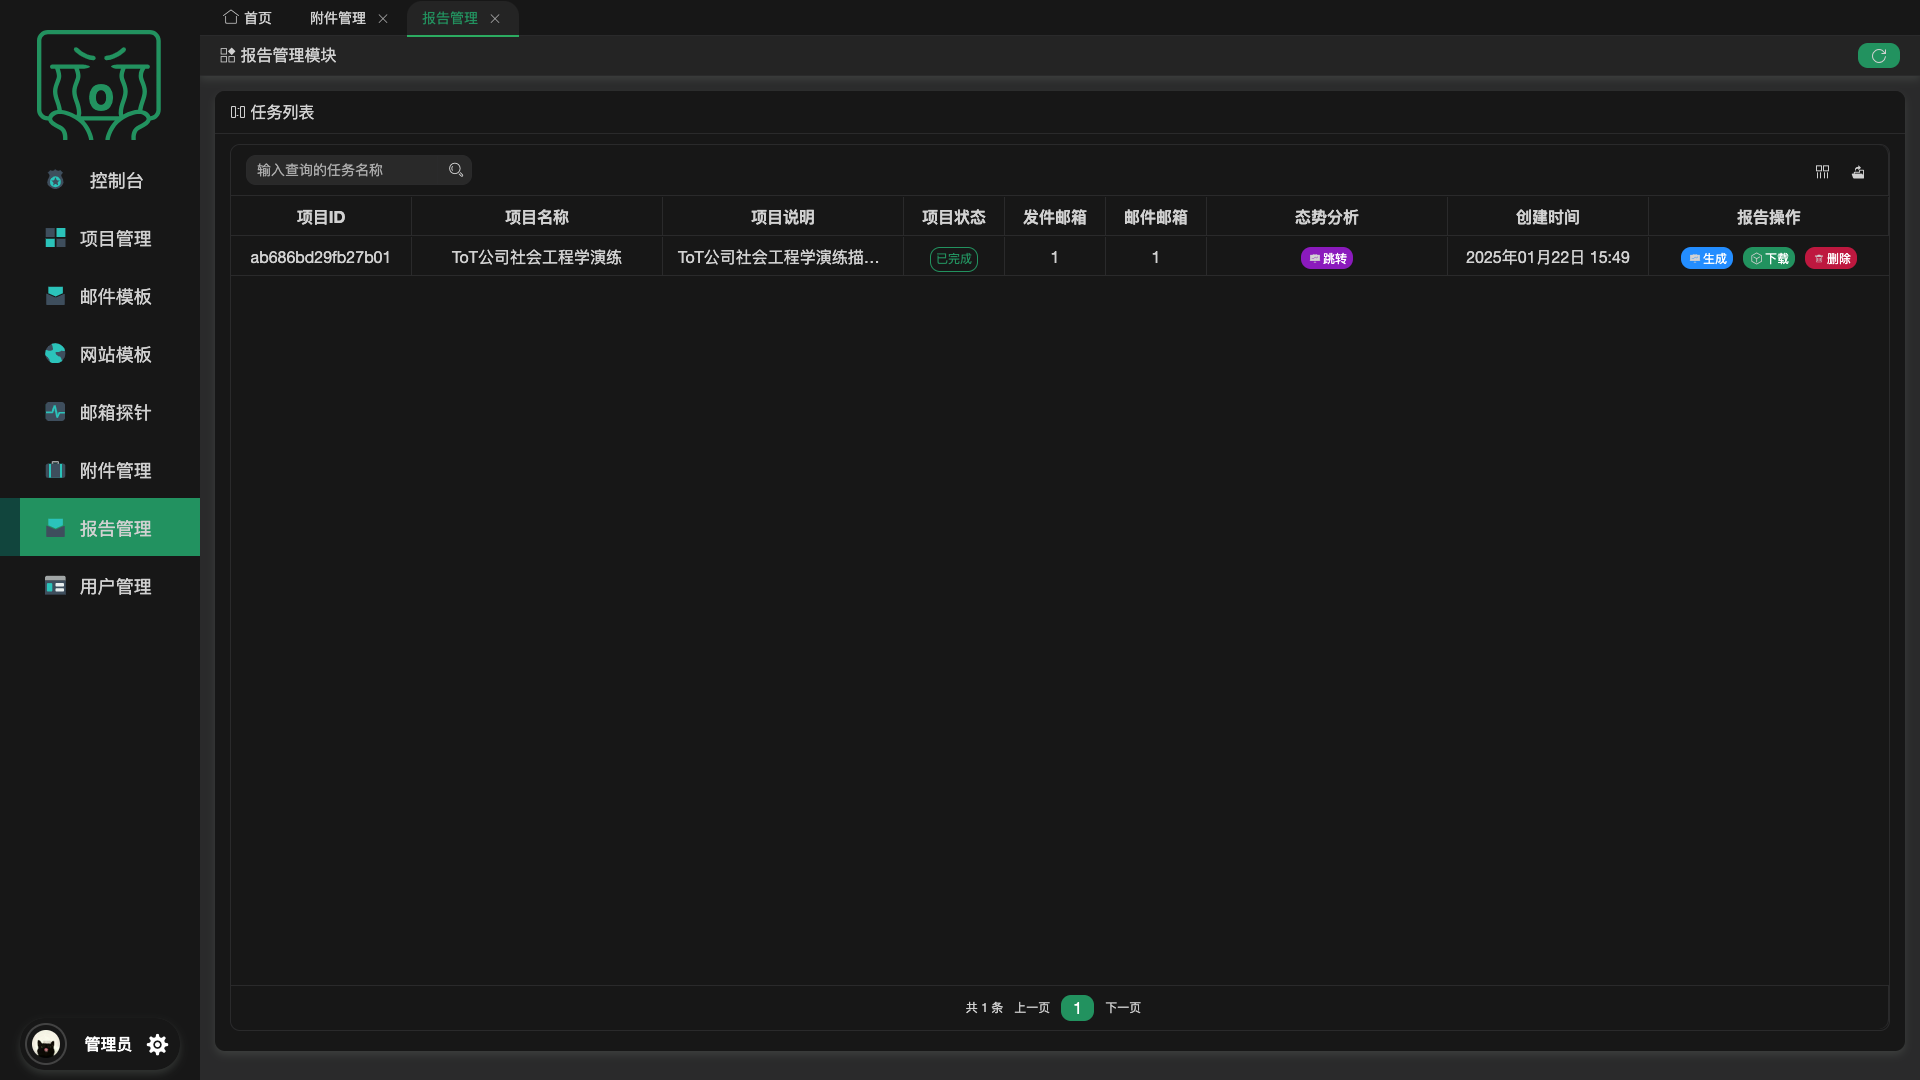 首页 附件管理 报告管理
报告管理模块
任务列表
输入查询的任务名称
项目ID 项目名称 项目说明 项目状态 发件邮箱 邮件邮箱 态势分析 创建时间 报告操作
ab686bd29fb27b01 ToT公司社会工程学演练 ToT公司社会工程学演练描... 已完成 1 1 跳转 2025年01月22日 15:49 生成 下载 删除
共 1 条 上一页 1 下一页
控制台
项目管理
邮件模板
网站模板
邮箱探针
附件管理
报告管理
用户管理
管理员